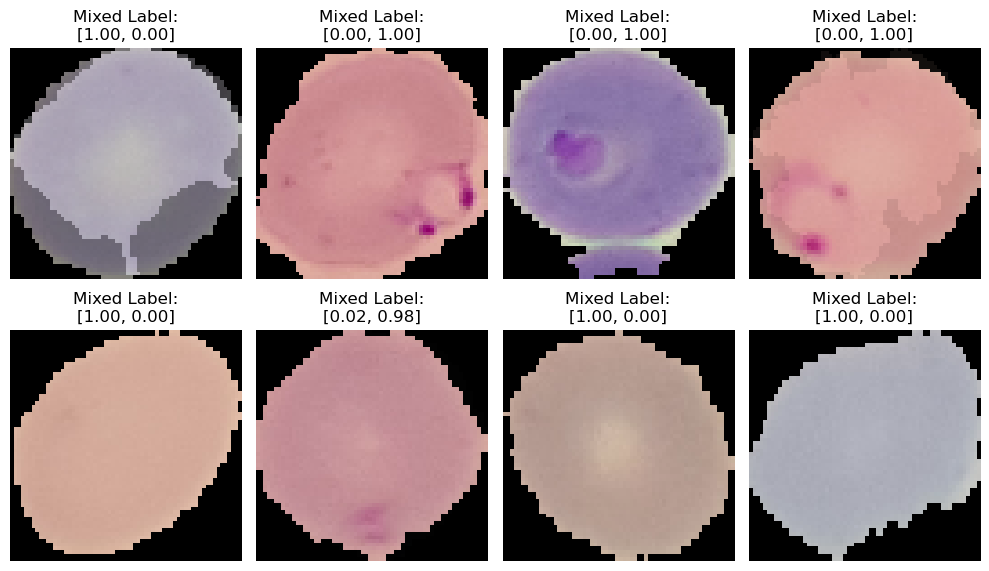 Mixed Label:
[1.00, 0.00]
Mixed Label:
[0.00, 1.00]
Mixed Label:
[0.00, 1.00]
Mixed Label:
[0.00, 1.00]
Mixed Label:
[1.00, 0.00]
Mixed Label:
[0.02, 0.98]
Mixed Label:
[1.00, 0.00]
Mixed Label:
[1.00, 0.00]